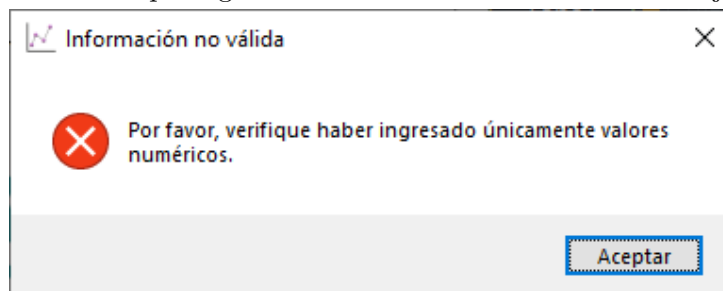 Información no válida
Por favor, verifique haber ingresado únicamente valores
numéricos.
Aceptar